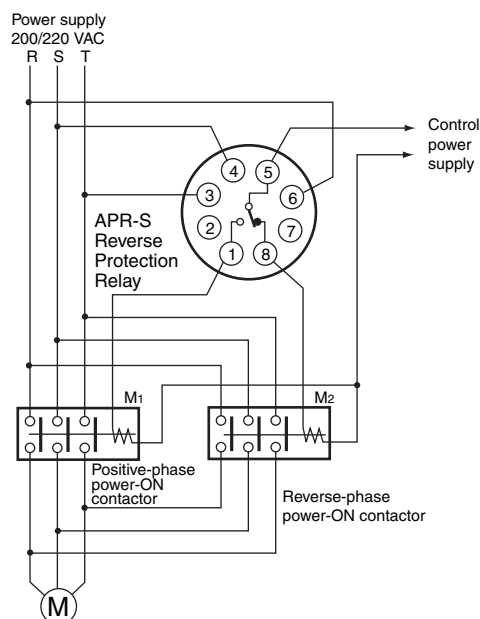 Power supply
200/220 VAC
R S T
Control
power
supply
4 5
3 6
2 7
1 8
APR-S
Reverse
Protection
Relay
M1
M2
Positive-phase
power-ON
contactor
Reverse-phase
power-ON contactor
M